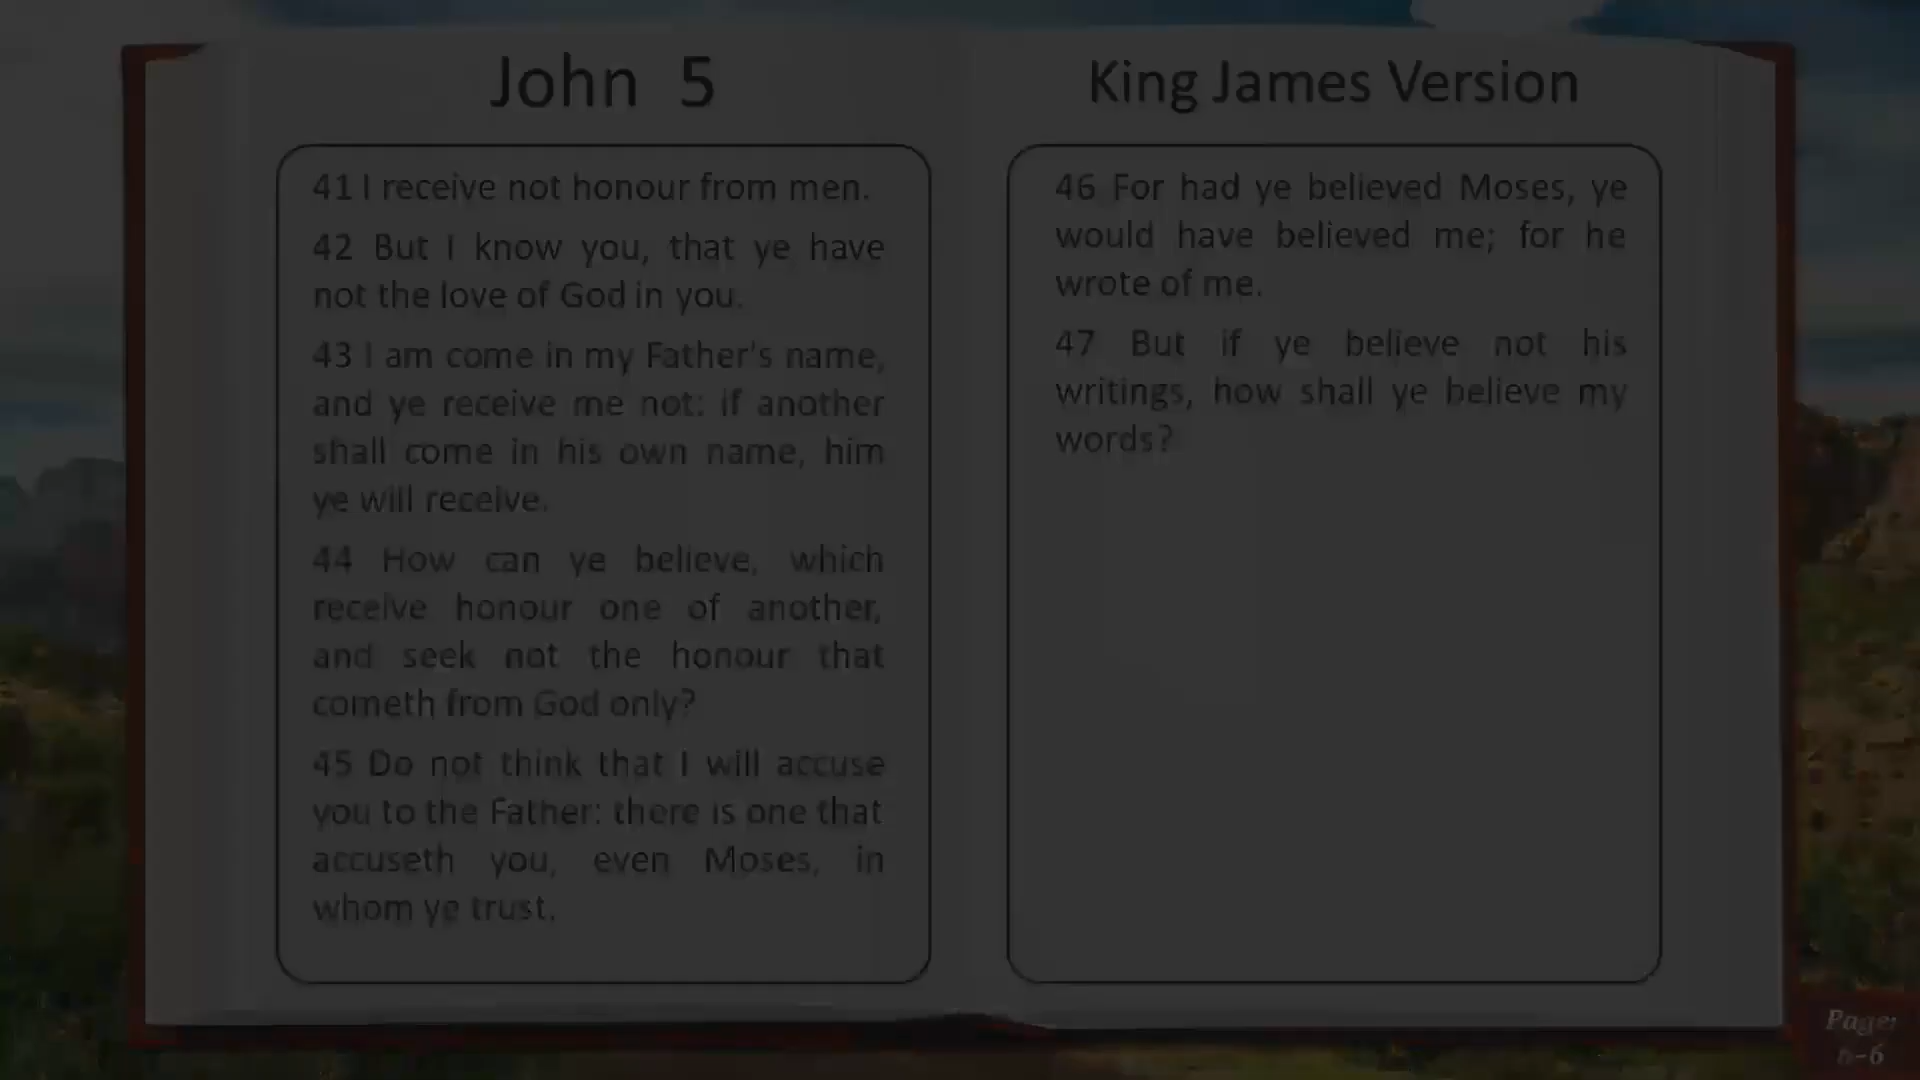 John 5
41 I receive not honour from men.
42 But I know you, that ye have
not the love of God in you.
43 I am come in my Father's name,
and ye receive me not: if another
shall come in his own name, him
ye will receive.
44 How can ye believe, which
receive honour one of another,
and seek not the honour that
cometh from God only?
45 Do not think that I will accuse
you to the Father: there is one that
accuseth you, even Moses, in
whom ye trust.
King James Version
46 For had ye believed Moses, ye
would have believed me; for he
wrote of me.
47 But if ye believe not his
writings, how shall ye believe my
words?
Page: